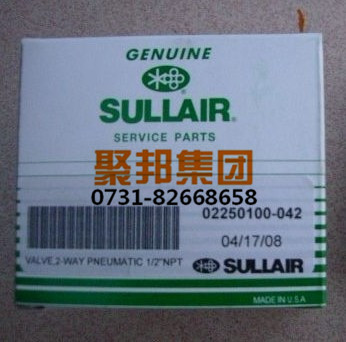 GENUINE
®
SULLAIR®
SERVICE PARTS
聚邦集团
0731-82668658
02250100-042
04/17/08
VALVE,2-WAY PNEUMATIC 1/2"NPT
SULLAIR
MADE IN U.S.A